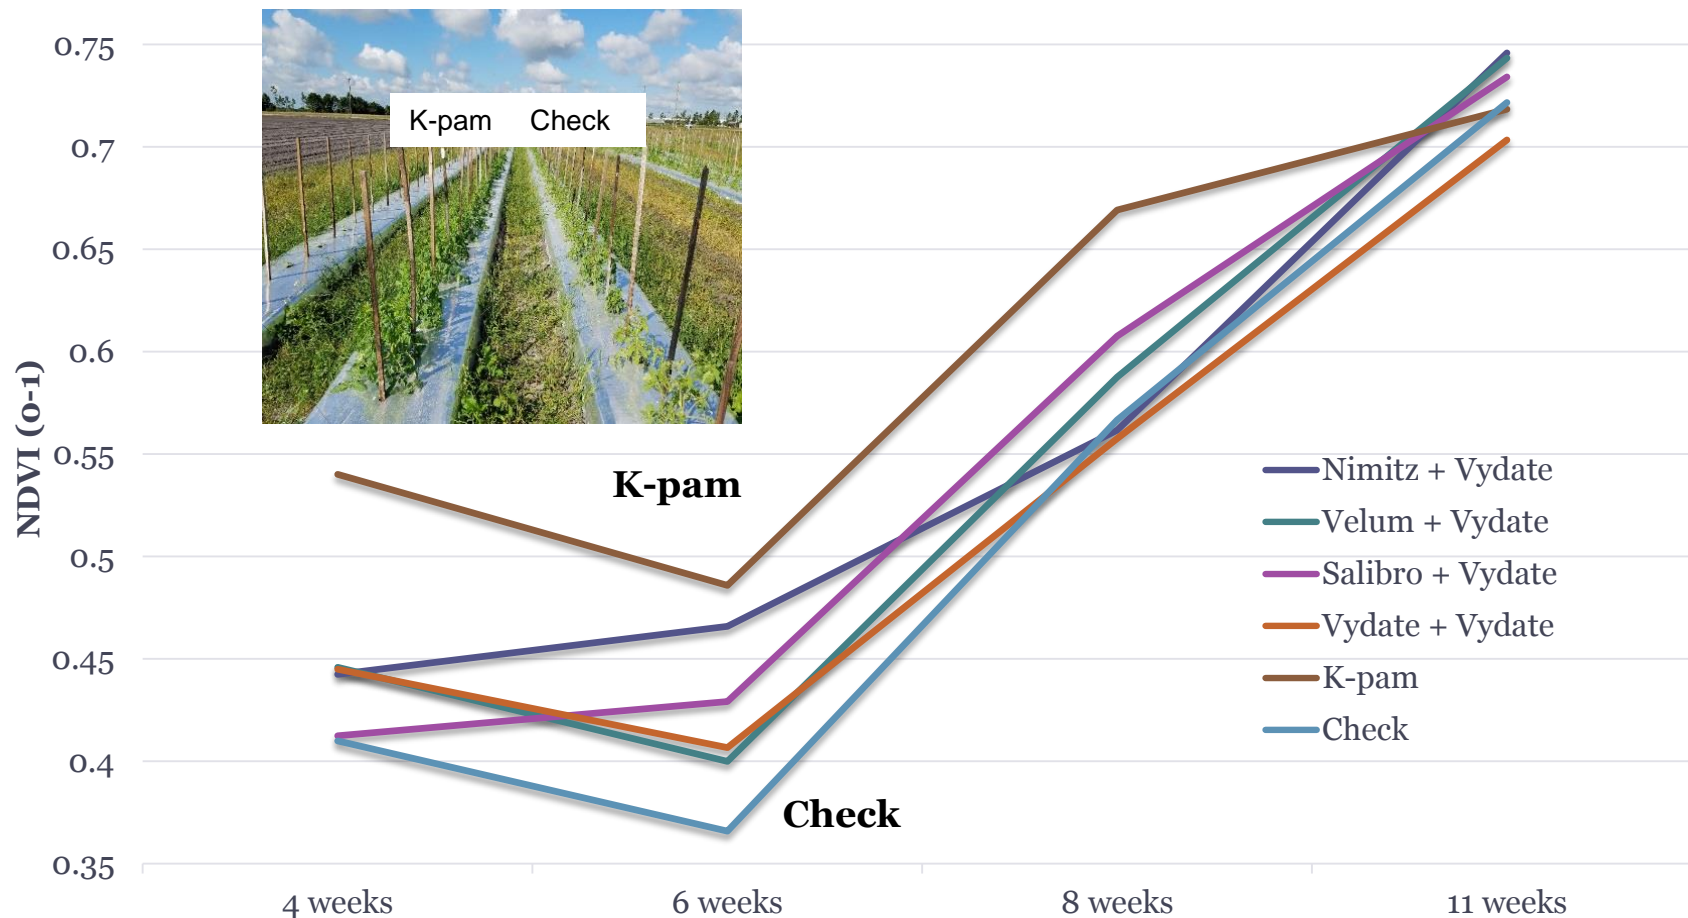 0.75
0.7
0.65
0.6
0.55
0.5
0.45
0.4
0.35
NDVI (0-1)
K-pam Check
K-pam
Check
Nimitz + Vydate
Velum + Vydate
Salibro + Vydate
Vydate + Vydate
K-pam
Check
4 weeks 6 weeks 8 weeks 11 weeks